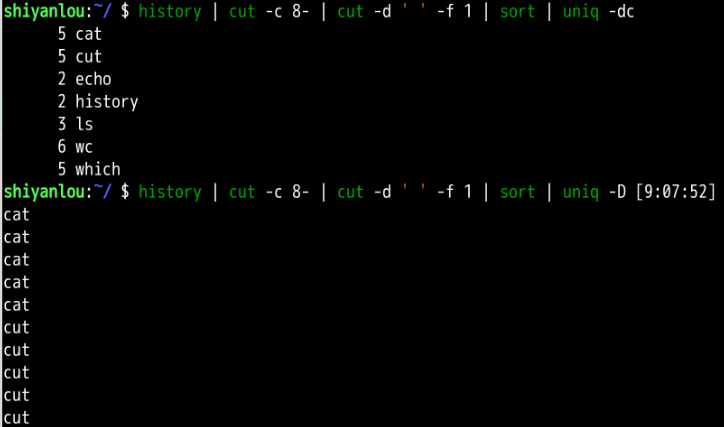 shiyanlou:~/ $ history | cut -c 8- | cut -d ' ' -f 1 | sort | uniq -dc
5 cat
5 cut
2 echo
2 history
3 ls
6 wc
5 which
shiyanlou:~/ $ history | cut -c 8- | cut -d ' ' -f 1 | sort | uniq -D [9:07:52]
cat
cat
cat
cat
cat
cut
cut
cut
cut
cut